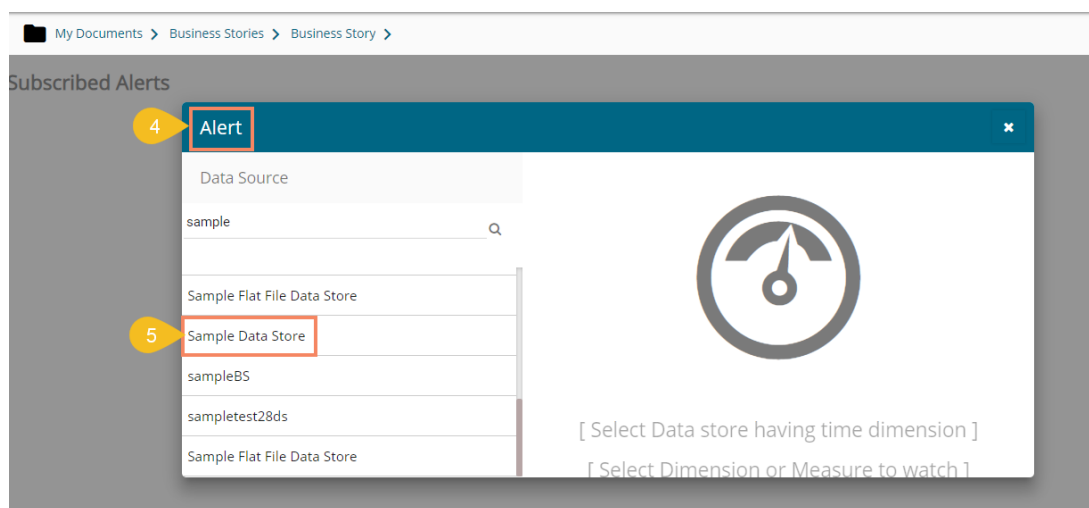 My Documents > Business Stories > Business Story >
Subscribed Alerts
4
Alert
Data Source
sample
Sample Flat File Data Store
5
Sample Data Store
sampleBS
sampletest28ds
Sample Flat File Data Store
[ Select Data store having time dimension ]
[ Select Dimension or Measure to watch ]